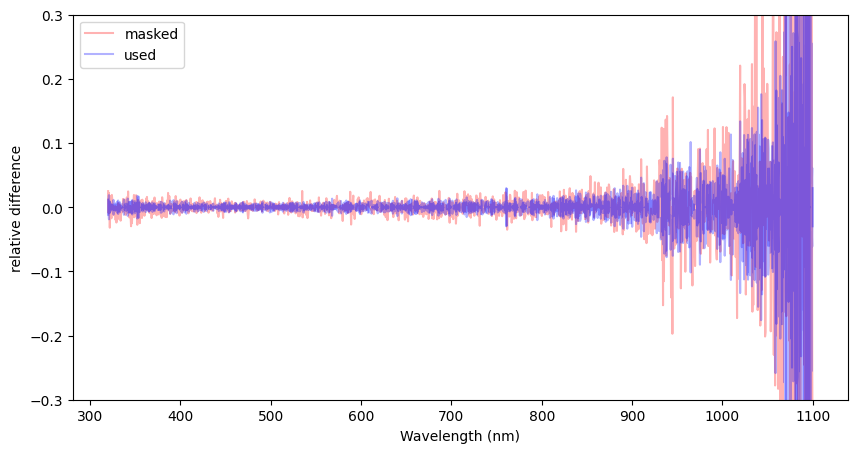 masked
used
0.3
0.2
0.1
0.0
−0.1
−0.2
−0.3
relative difference
300 400 500 600 700 800 900 1000 1100
Wavelength (nm)